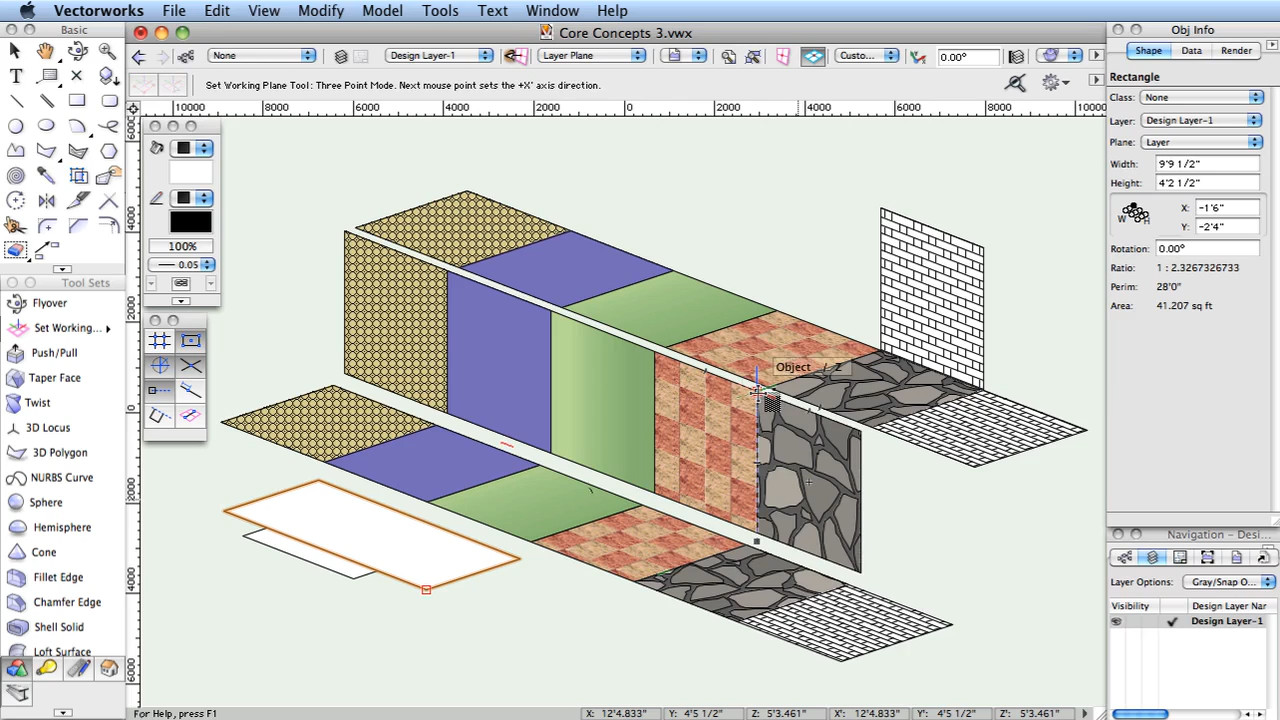 Vectorworks File Edit View Modify Model Tools Text Window Help
Basic
Core Concepts 3.vwx
Obj Info
None
Design Layer-1
Layer Plane
Custo...
0.00°
Shape Data Render
Set Working Plane Tool: Three Point Mode. Next mouse point sets the +X' axis direction.
Rectangle
Class: None
Layer: Design Layer-1
Plane: Layer
Width: 9'9 1/2"
Height: 4'2 1/2"
X: -1'6"
Y: -2'4"
W H
Rotation: 0.00°
Ratio: 1 : 2.3267326733
Perim: 28'0"
Area: 41.207 sq ft
10000 6000 4000 2000 0 2000 4000 6000 8000 10000
6000
4000
2000
0
2000
4000
6000
100%
0.05
Tool Sets
Flyover
Set Working...
Push/Pull
Taper Face
Twist
3D Locus
3D Polygon
NURBS Curve
Sphere
Hemisphere
Cone
Fillet Edge
Chamfer Edge
Shell Solid
Loft Surface
Object / Z
Navigation - Desi...
Layer Options: Gray/Snap O...
Visibility Design Layer Nar
Design Layer-1
For Help, press F1
X: 12'4.833" Y: 4'5 1/2" Z: 5'3.461" X': 12'4.833" Y': 4'5 1/2" Z': 5'3.461"